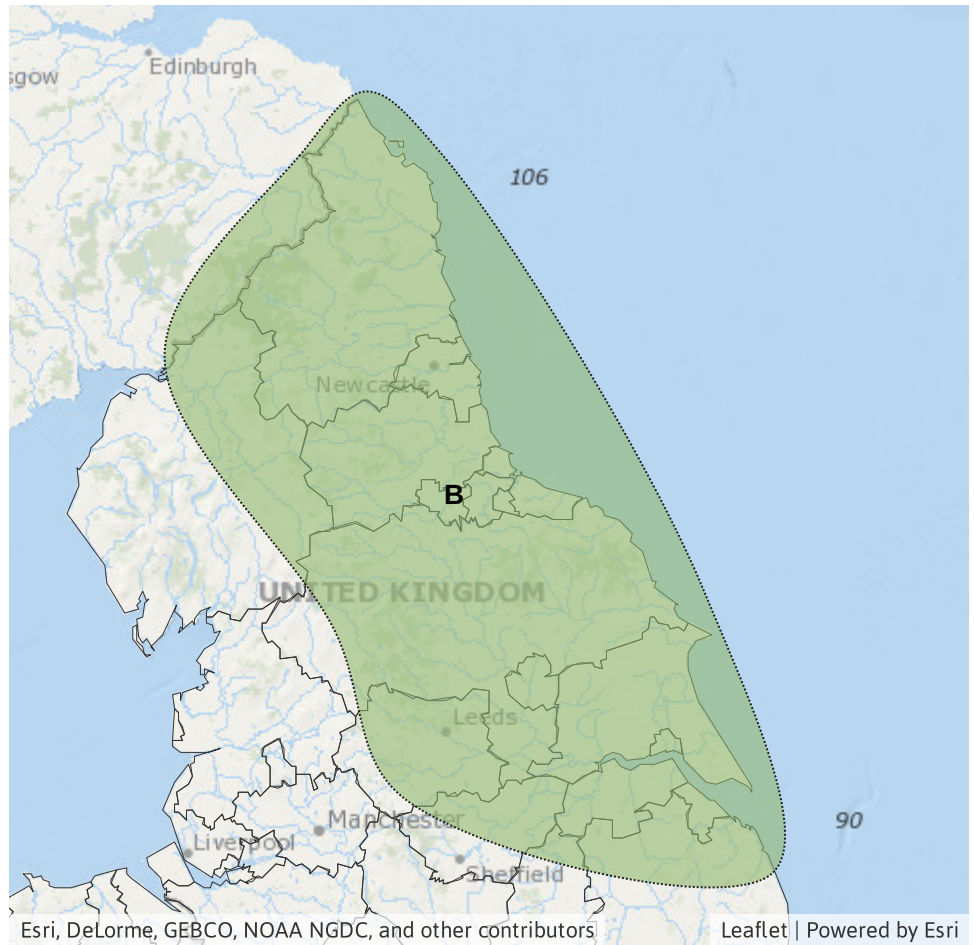 Edinburgh
sgow
106
Newcastle
B
UNITED KINGDOM
Leeds
Manchester
90
Liverpool
Sheffield
Esri, DeLorme, GEBCO, NOAA NGDC, and other contributors
Leaflet | Powered by Esri